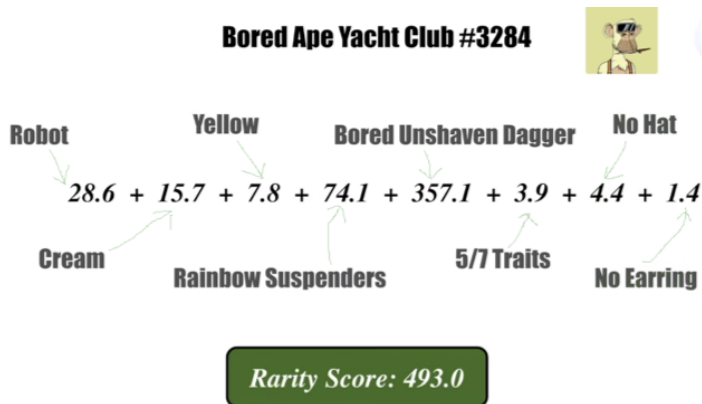 Bored Ape Yacht Club #3284
Robot
Yellow
Bored Unshaven Dagger
No Hat
28.6 + 15.7 + 7.8 + 74.1 + 357.1 + 3.9 + 4.4 + 1.4
Cream
Rainbow Suspenders
5/7 Traits
No Earring
Rarity Score: 493.0